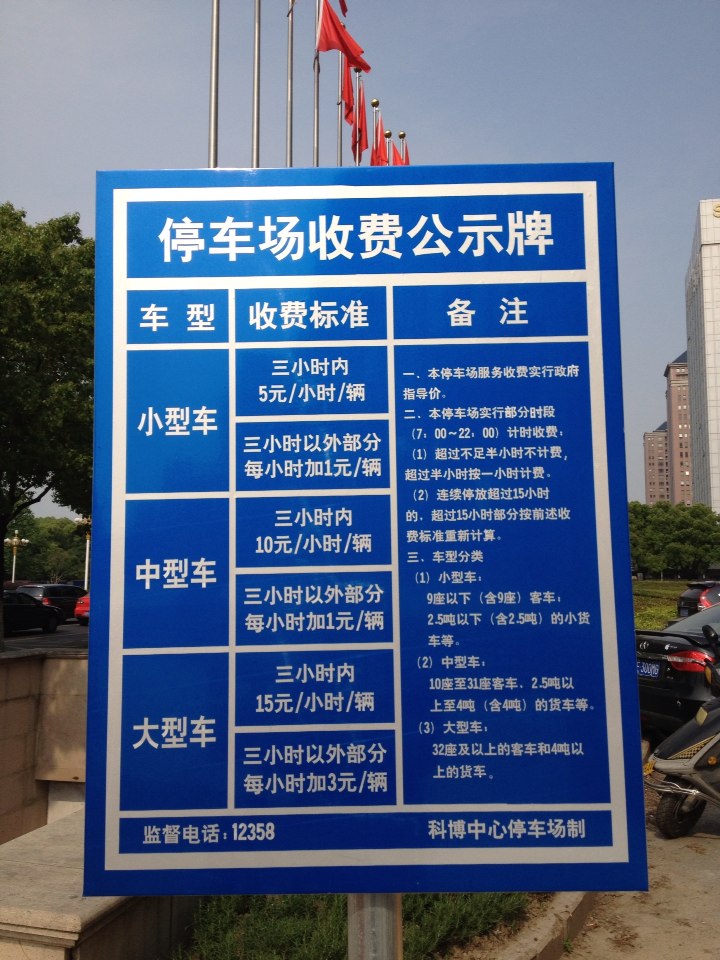 停车场收费公示牌
车型
收费标准
备注
小型车
三小时内
5元/小时/辆
三小时以外部分
每小时加1元/辆
中型车
三小时内
10元/小时/辆
三小时以外部分
每小时加1元/辆
大型车
三小时内
15元/小时/辆
三小时以外部分
每小时加3元/辆
一．本停车场服务收费实行政府
指导价。
二．本停车场实行部分时段
(7：00～22：00)计时收费：
(1) 超过不足半小时不计费，
超过半小时按一小时计费。
(2) 连续停放超过15小时
的．超过15小时部分按前述收
费标准重新计算。
三．车型分类
(1) 小型车：
9座以下（含9座）客车；
2.5吨以下（含2.5吨）的小货
车等。
(2) 中型车：
10座至31座客车．2.5吨以
上至4吨（含4吨）的货车等。
(3) 大型车：
32座及以上的客车和4吨以
上的货车。
监督电话：12358
科博中心停车场制